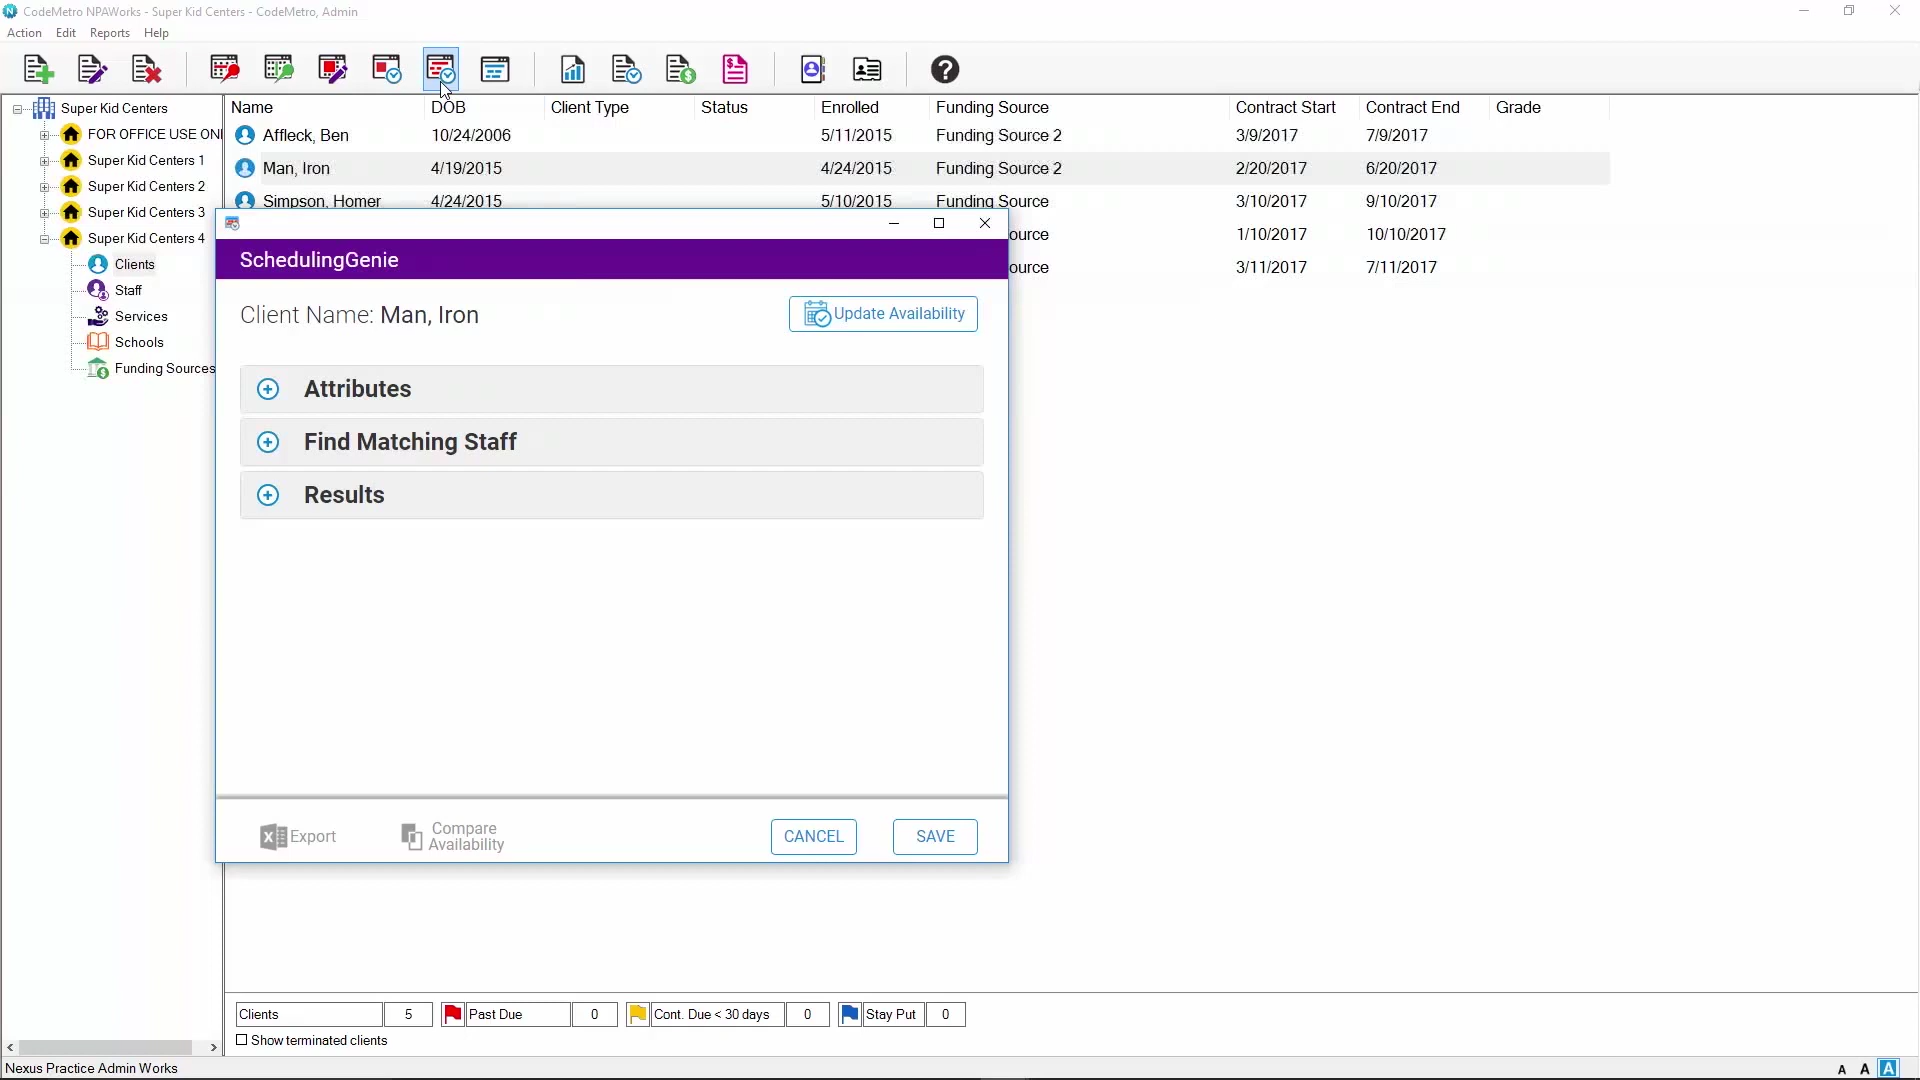 CodeMetro NPAWorks - Super Kid Centers - CodeMetro, Admin
Action Edit Reports Help
Super Kid Centers
FOR OFFICE USE ONI
Super Kid Centers 1
Super Kid Centers 2
Super Kid Centers 3
Super Kid Centers 4
Clients
Staff
Services
Schools
Funding Sources
Name DOB Client Type Status Enrolled Funding Source Contract Start Contract End Grade
Affleck, Ben 10/24/2006 5/11/2015 Funding Source 2 3/9/2017 7/9/2017
Man, Iron 4/19/2015 4/24/2015 Funding Source 2 2/20/2017 6/20/2017
Simpson, Homer 4/24/2015 5/10/2015 Funding Source 3/10/2017 9/10/2017
ource 1/10/2017 10/10/2017
ource 3/11/2017 7/11/2017
SchedulingGenie
Client Name: Man, Iron
Update Availability
Attributes
Find Matching Staff
Results
Export
Compare
Availability
CANCEL SAVE
Clients 5 Past Due 0 Cont. Due < 30 days 0 Stay Put 0
Show terminated clients
Nexus Practice Admin Works
A A A